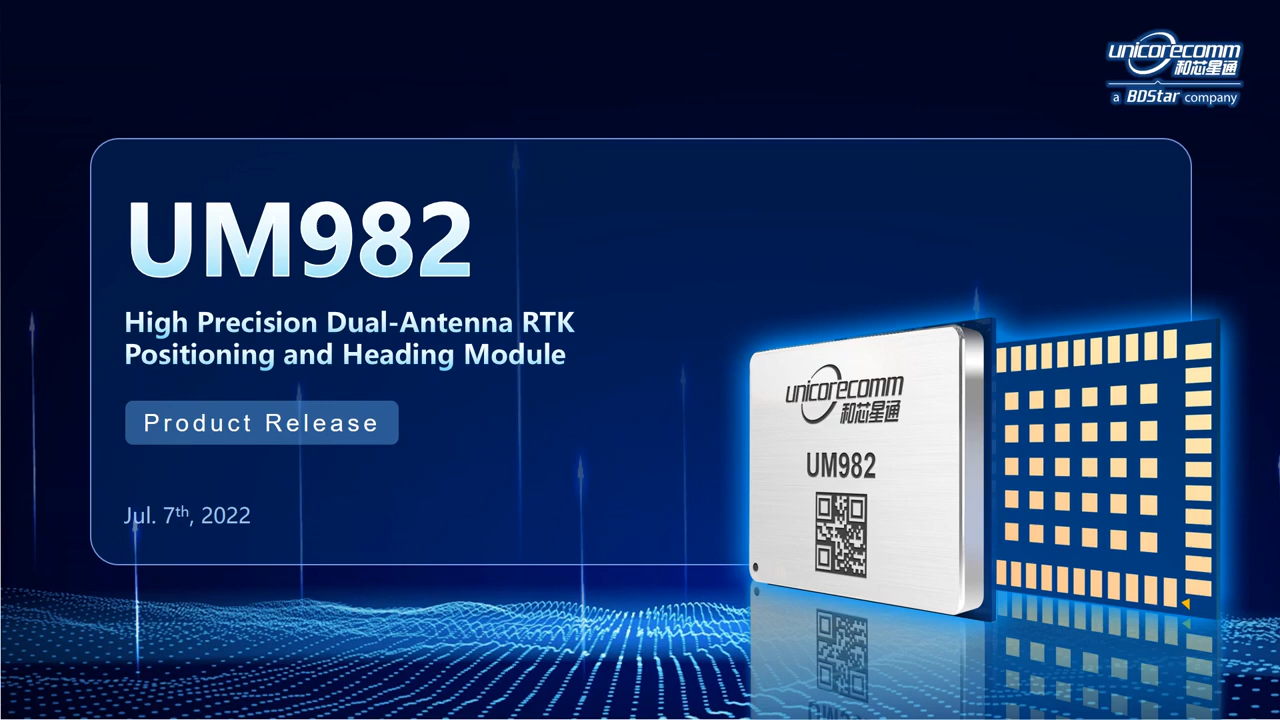 unicorecomm
和芯星通
a BDStar company
UM982
High Precision Dual-Antenna RTK
Positioning and Heading Module
Product Release
Jul. 7th, 2022
unicorecomm
和芯星通
UM982